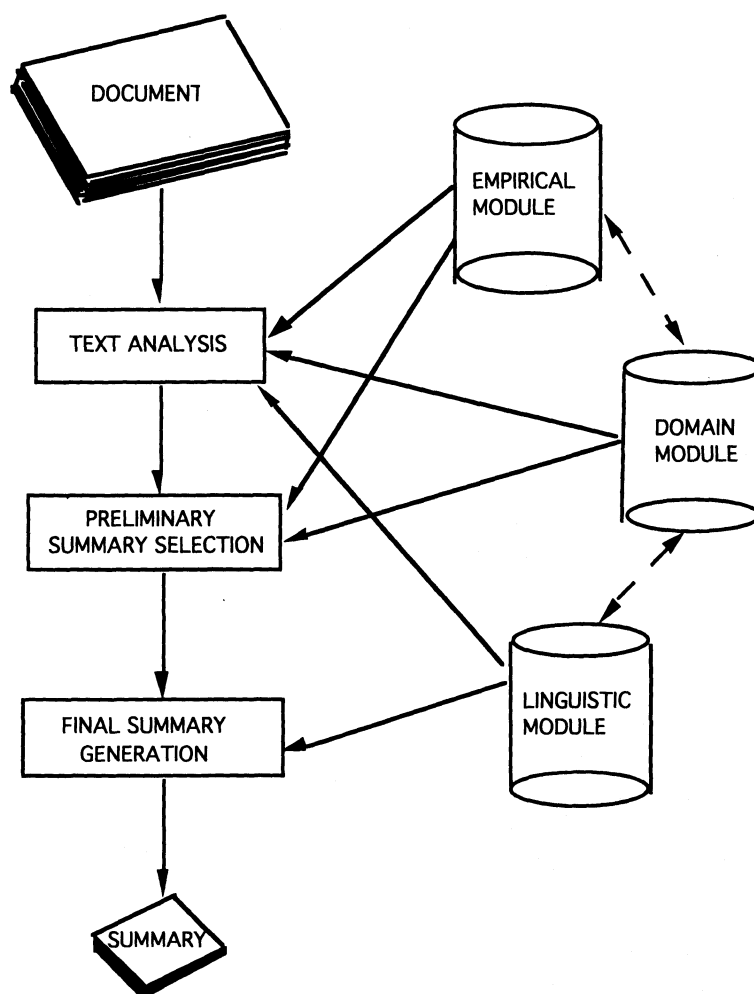 DOCUMENT
EMPIRICAL
MODULE
TEXT ANALYSIS
DOMAIN
MODULE
PRELIMINARY
SUMMARY SELECTION
LINGUISTIC
MODULE
FINAL SUMMARY
GENERATION
SUMMARY